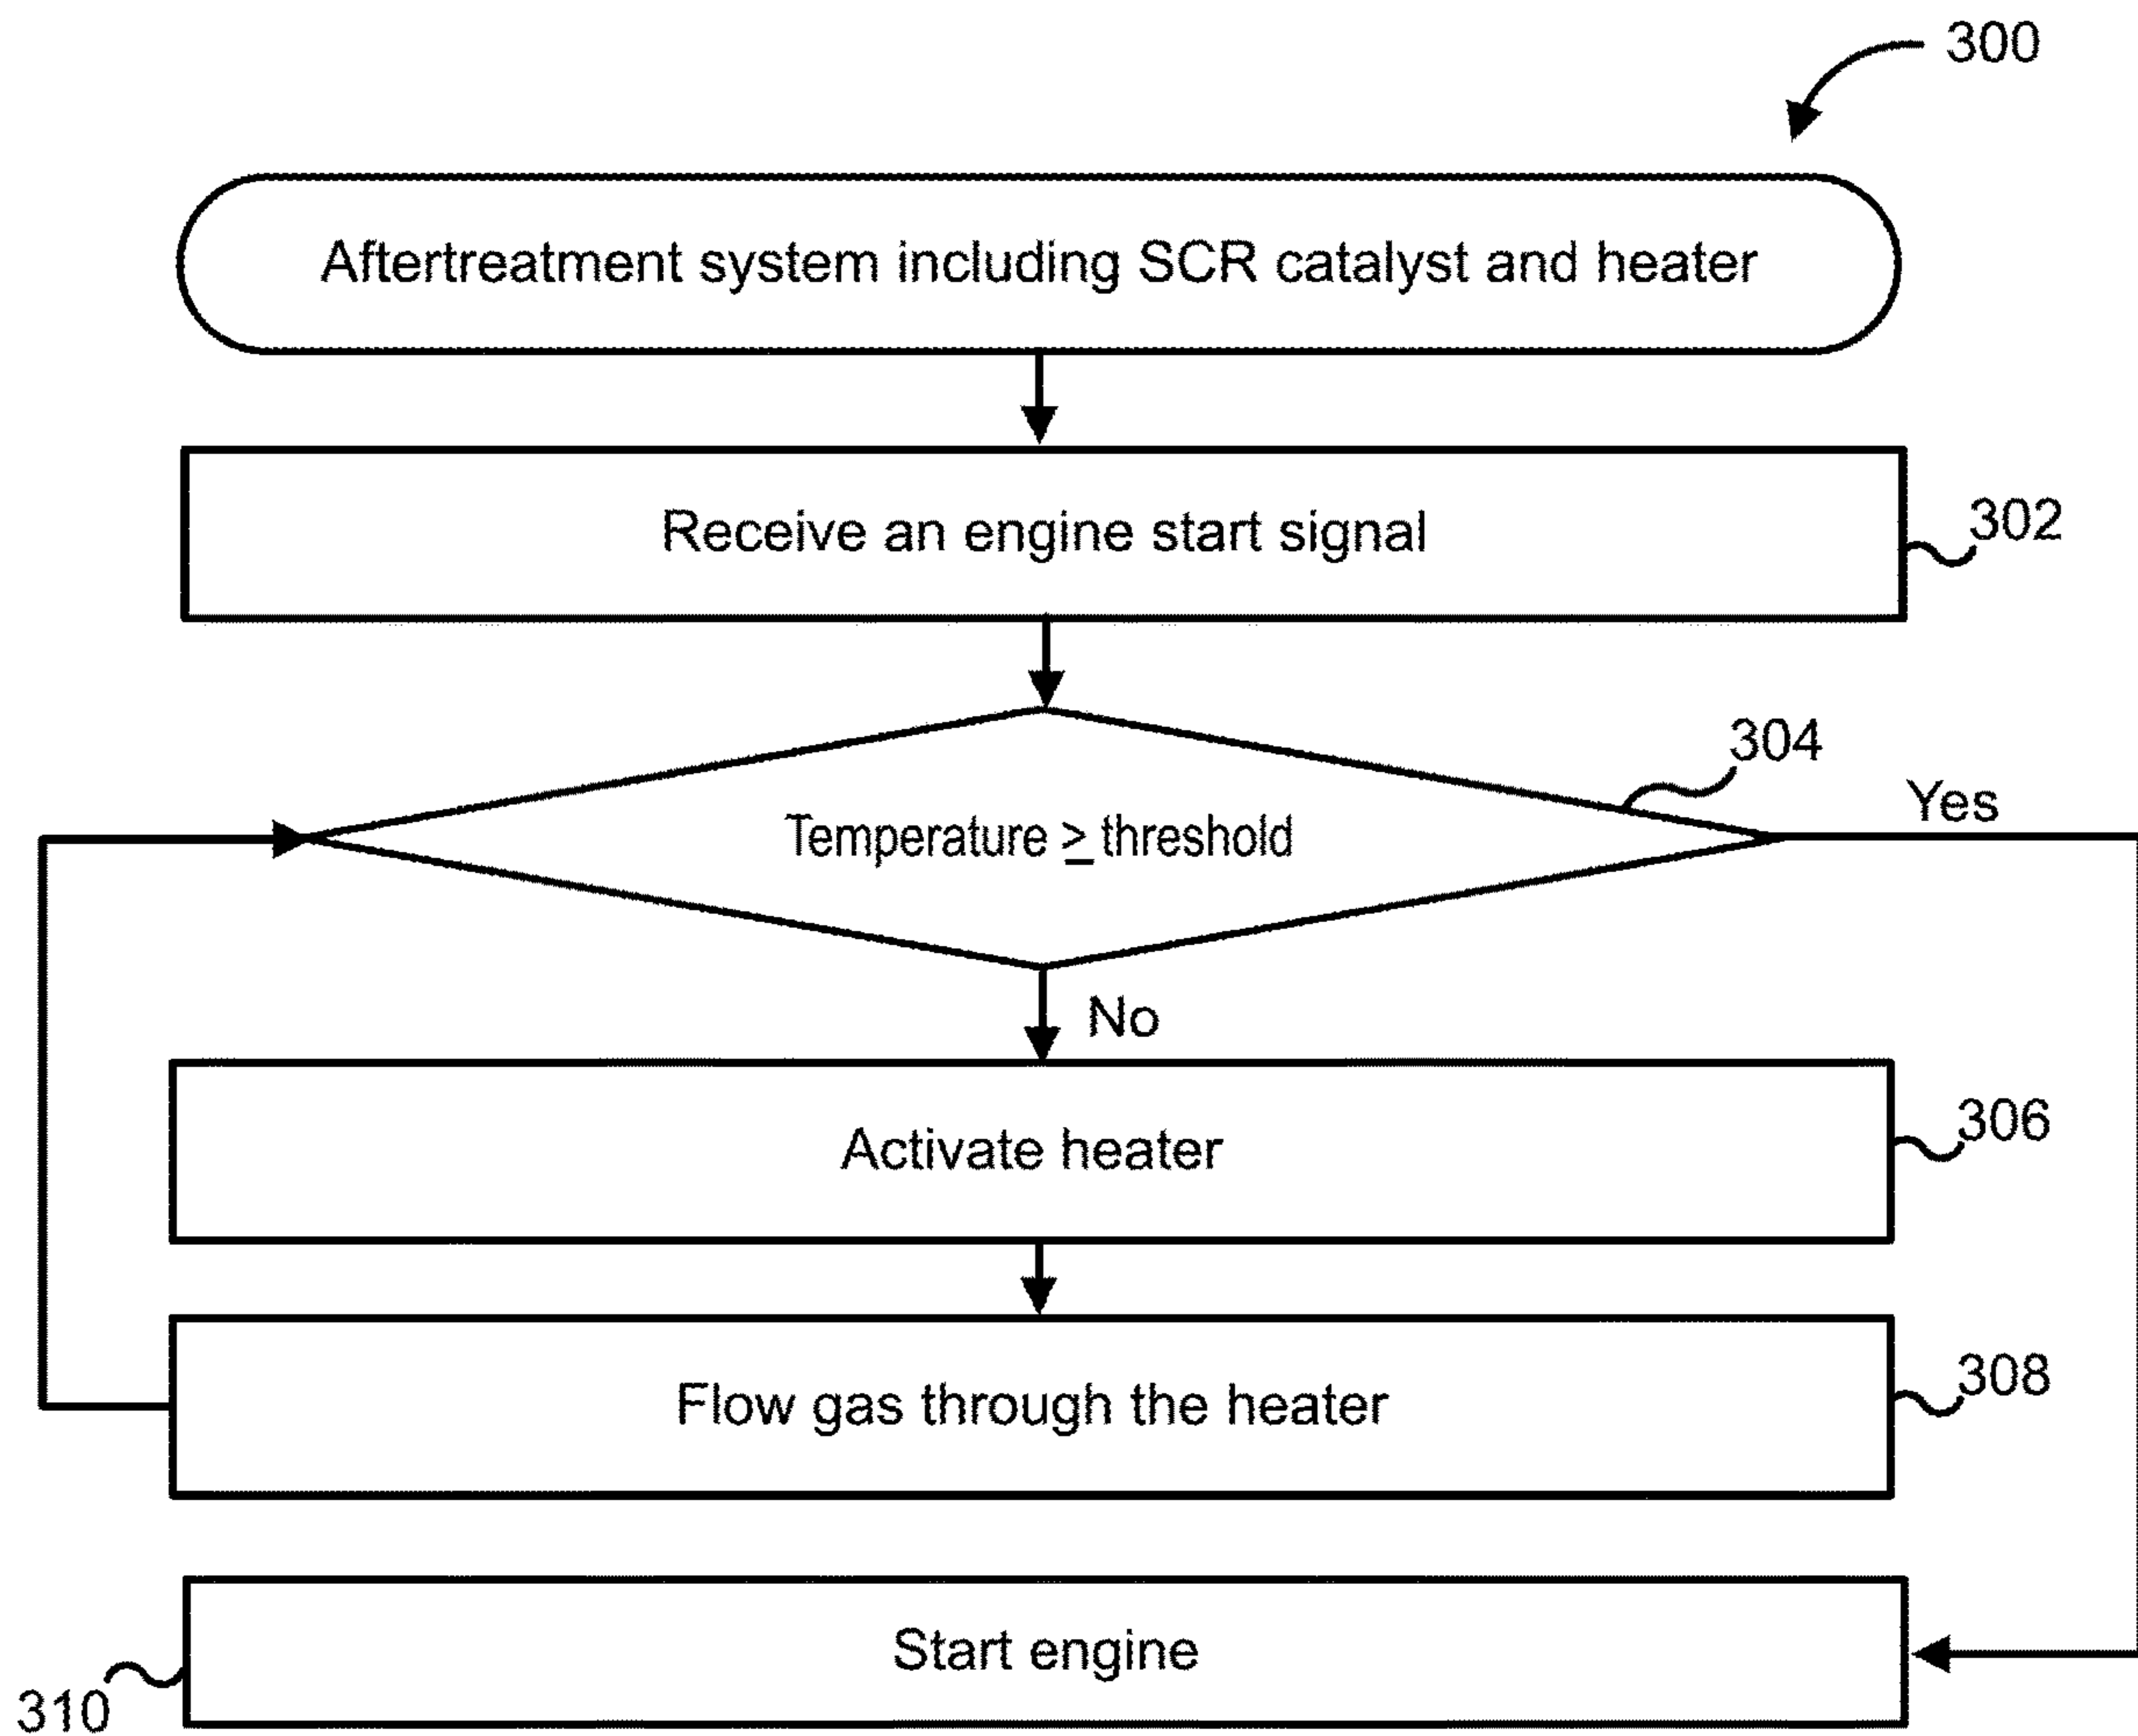 300
Aftertreatment system including SCR catalyst and heater
Receive an engine start signal
302
304
Yes
Temperature ≥ threshold
No
Activate heater
306
Flow gas through the heater
308
Start engine
310